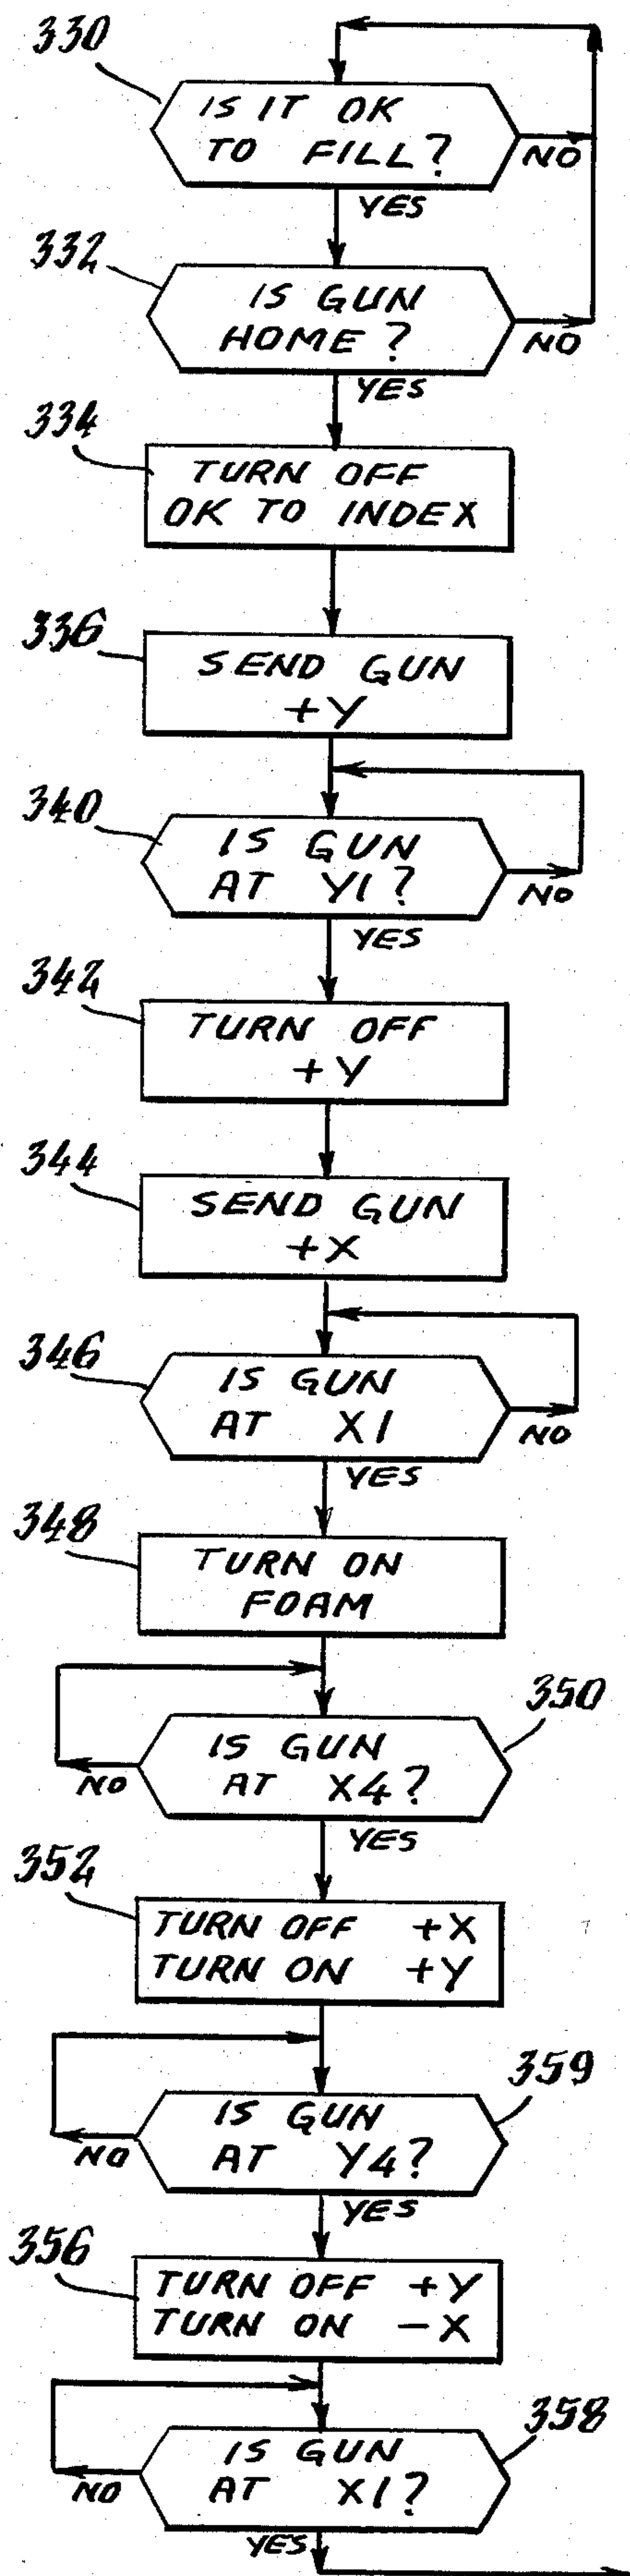 330
IS IT OK
TO FILL?
NO
YES
332
IS GUN
HOME?
NO
YES
334
TURN OFF
OK TO INDEX
336
SEND GUN
+Y
340
IS GUN
AT Y1?
NO
YES
342
TURN OFF
+Y
344
SEND GUN
+X
346
IS GUN
AT X1
NO
YES
348
TURN ON
FOAM
350
IS GUN
AT X4?
NO
YES
352
TURN OFF +X
TURN ON +Y
359
IS GUN
AT Y4?
NO
YES
356
TURN OFF +Y
TURN ON -X
358
IS GUN
AT X1?
NO
YES